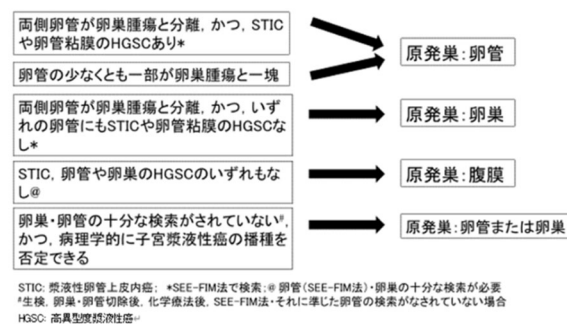 両側卵管が卵巣腫瘍と分離，かつ，STIC
や卵管粘膜のHGSCあり*
原発巣：卵管
卵管の少なくとも一部が卵巣腫瘍と一塊
両側卵管が卵巣腫瘍と分離，かつ，いず
れの卵管にもSTICや卵管粘膜のHGSCな
し*
原発巣：卵巣
STIC，卵管や卵巣のHGSCのいずれもな
し@
原発巣：腹膜
卵巣・卵管の十分な検索がされていない#，
かつ，病理学的に子宮漿液性癌の播種を
否定できる
原発巣：卵管または卵巣
STIC：漿液性卵管上皮内癌； *SEE-FIM法で検索；@ 卵管（SEE-FIM法）・卵巣の十分な検索が必要
#生検，卵巣・卵管切除後，化学療法後，SEE-FIM法・それに準じた卵管の検索がなされていない場合
HGSC：高異型度漿液性癌